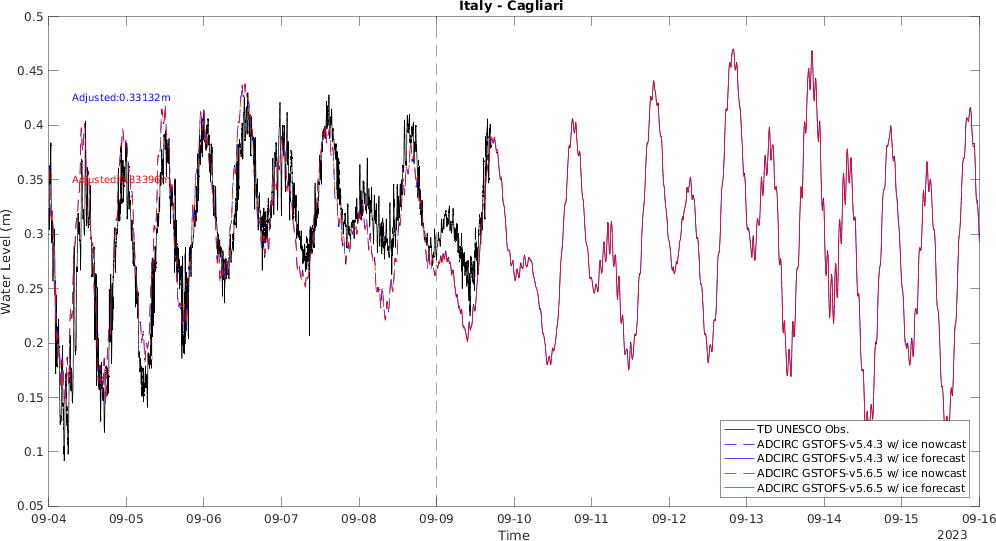 Italy - Cagliari
0.5
0.45
0.4
0.35
0.3
0.25
0.2
0.15
0.1
0.05
Water Level (m)
Adjusted:0.33132m
Adjusted:0.33396m
TD UNESCO Obs.
ADCIRC GSTOFS-v5.4.3 w/ ice nowcast
ADCIRC GSTOFS-v5.4.3 w/ ice forecast
ADCIRC GSTOFS-v5.6.5 w/ ice nowcast
ADCIRC GSTOFS-v5.6.5 w/ ice forecast
09-04 09-05 09-06 09-07 09-08 09-09 09-10 09-11 09-12 09-13 09-14 09-15 09-16
Time
2023